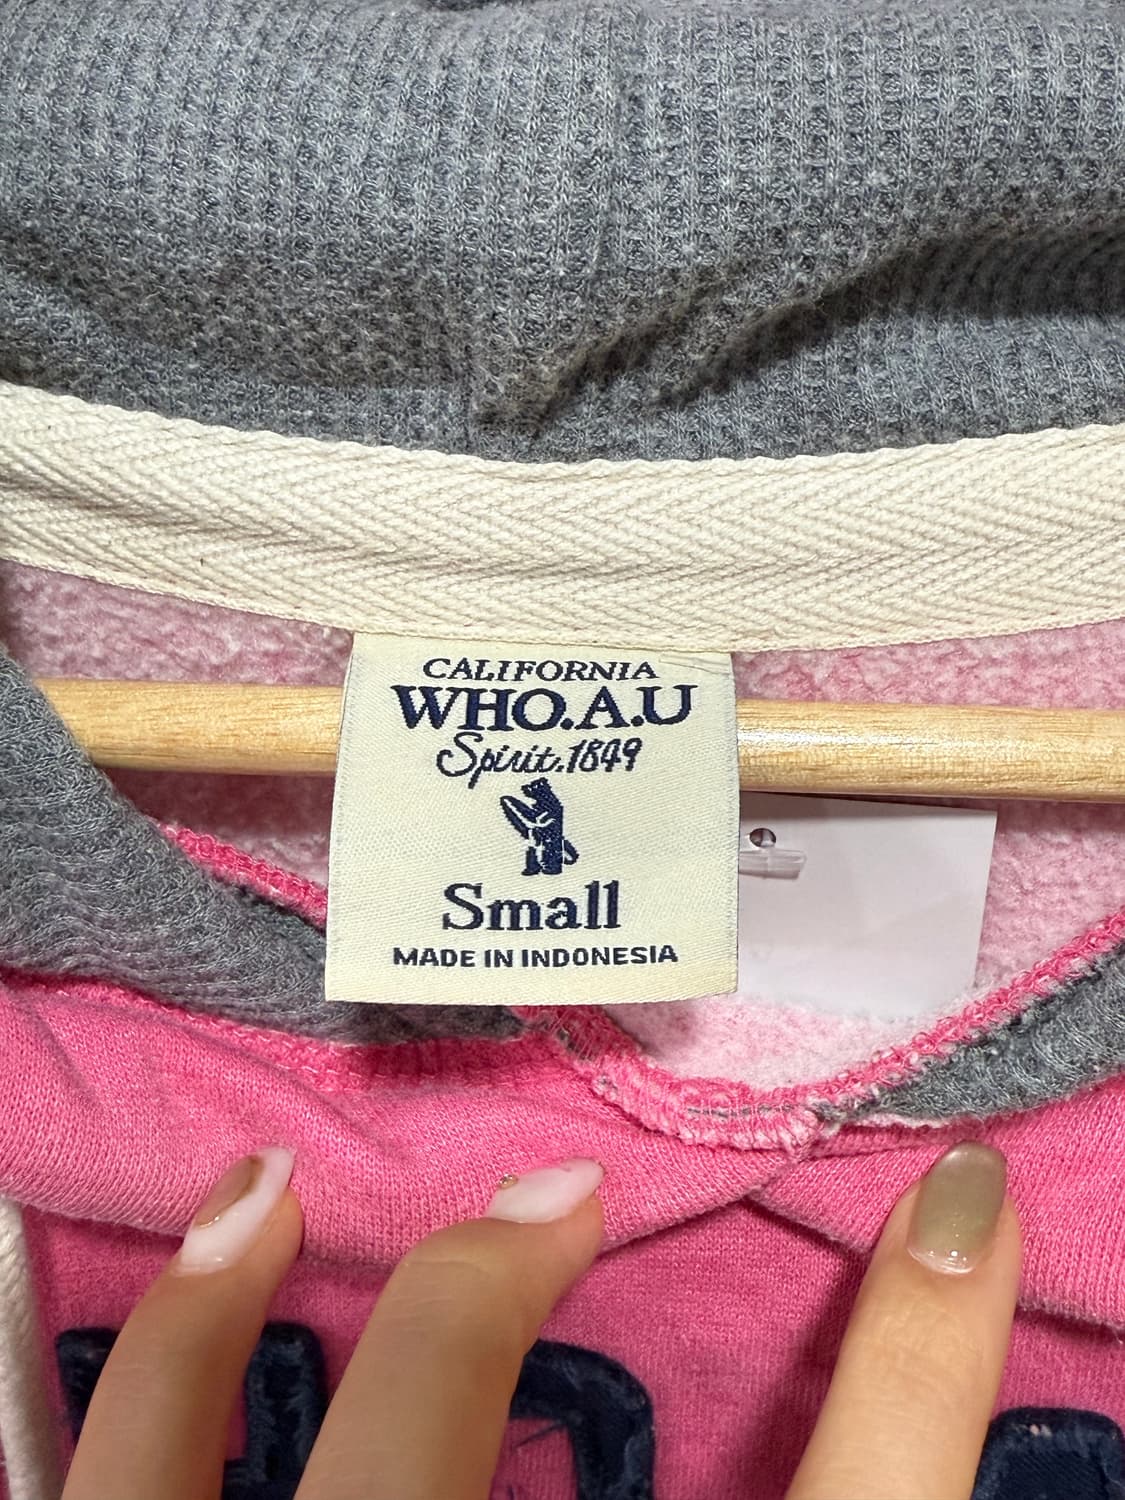 CALIFORNIA
WHO.A.U
Spirit.1849
Small
MADE IN INDONESIA